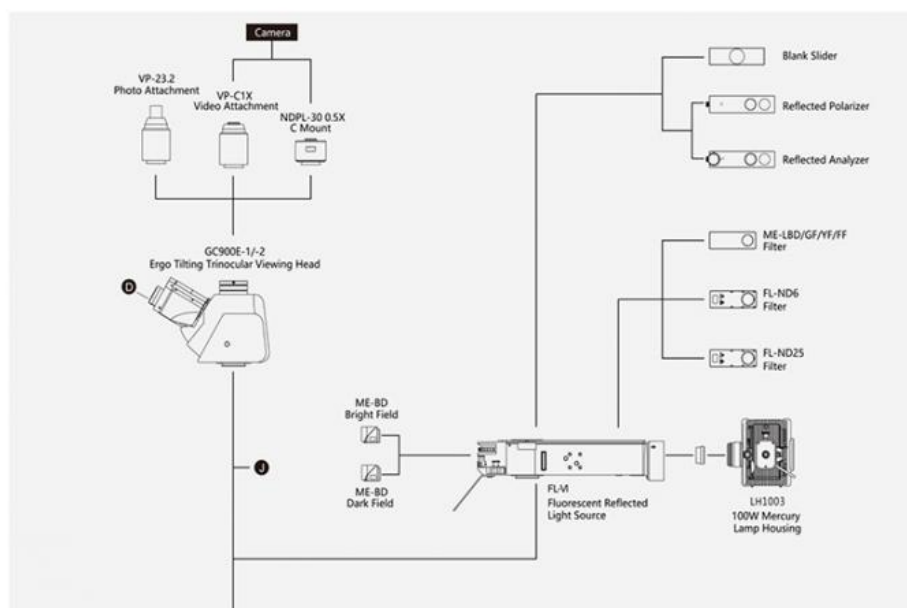 Camera
VP-23.2
Photo Attachment
VP-C1X
Video Attachment
NDPL-30 0.5X
C Mount
GC900E-1/-2
Ergo Tilting Trinocular Viewing Head
D
J
ME-BD
Bright Field
ME-BD
Dark Field
FL-VI
Fluorescent Reflected
Light Source
Blank Slider
Reflected Polarizer
Reflected Analyzer
ME-LBD/GF/YF/FF
Filter
FL-ND6
Filter
FL-ND25
Filter
LH1003
100W Mercury
Lamp Housing